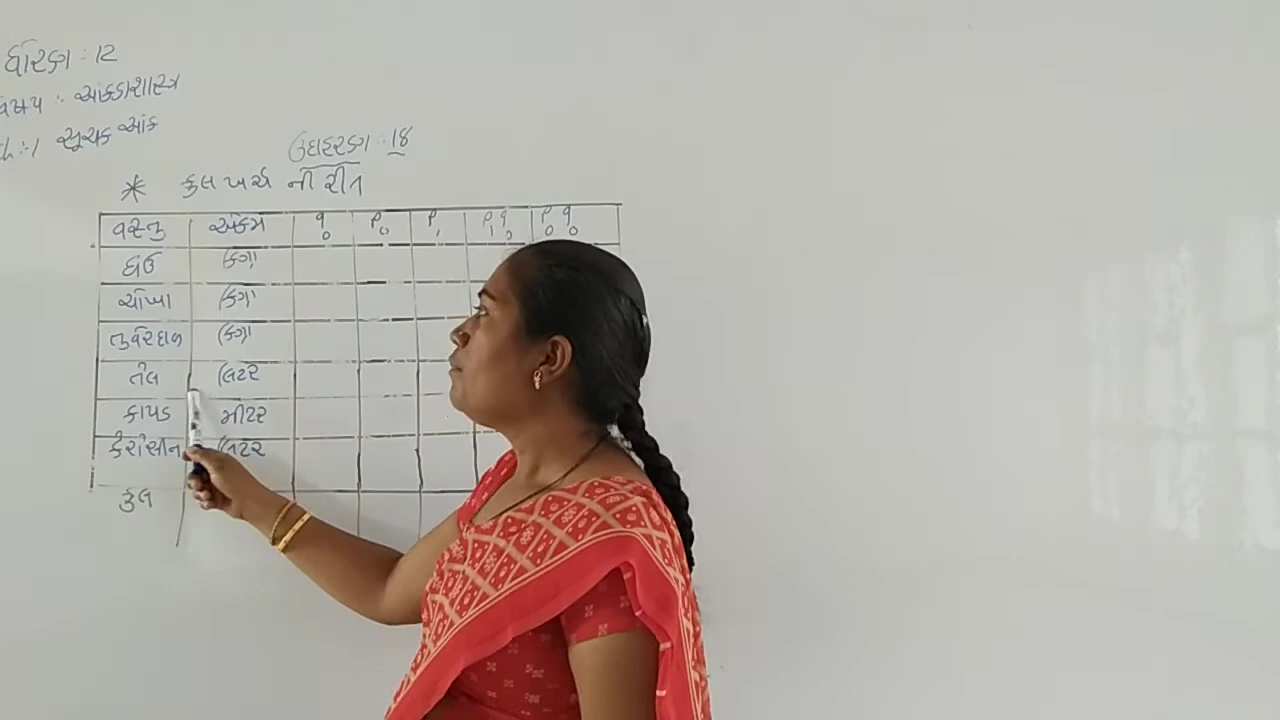 ધોરણ : 12
વિષય : આંકડાશાસ્ત્ર
ch :- 1 સૂચક આંક
ઉદાહરણ : 18
* કુલ ખર્ચ ની રીત
વસ્તુ એકમ q₀ p₀ p₁ p₁q₀ p₀q₀
ઘઉં કિગ્રા
ચોખા કિગ્રા
તુવેરદાળ કિગ્રા
તેલ લિટર
કાપડ મીટર
કેરોસીન લિટર
કુલ